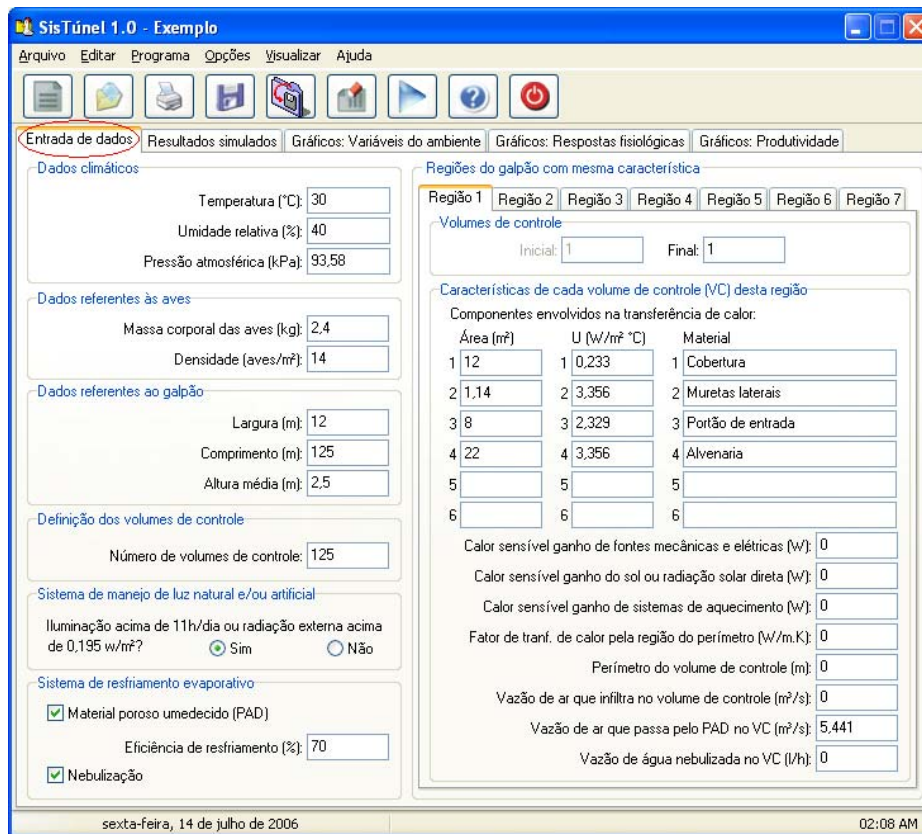 SisTúnel 1.0 - Exemplo
Arquivo Editar Programa Opções Visualizar Ajuda
Entrada de dados Resultados simulados Gráficos: Variáveis do ambiente Gráficos: Respostas fisiológicas Gráficos: Produtividade
Dados climáticos
Temperatura (°C): 30
Umidade relativa (%): 40
Pressão atmosférica (kPa): 93,58
Dados referentes às aves
Massa corporal das aves (kg): 2,4
Densidade (aves/m²): 14
Dados referentes ao galpão
Largura (m): 12
Comprimento (m): 125
Altura média (m): 2,5
Definição dos volumes de controle
Número de volumes de controle: 125
Sistema de manejo de luz natural e/ou artificial
Iluminação acima de 11h/dia ou radiação externa acima
de 0,195 w/m²? Sim Não
Sistema de resfriamento evaporativo
Material poroso umedecido (PAD)
Eficiência de resfriamento (%): 70
Nebulização
Regiões do galpão com mesma característica
Região 1 Região 2 Região 3 Região 4 Região 5 Região 6 Região 7
Volumes de controle
Inicial: 1 Final: 1
Características de cada volume de controle (VC) desta região
Componentes envolvidos na transferência de calor:
Área (m²) U (W/m² °C) Material
1 12 1 0,233 1 Cobertura
2 1,14 2 3,356 2 Muretas laterais
3 8 3 2,329 3 Portão de entrada
4 22 4 3,356 4 Alvenaria
5 5 5
6 6 6
Calor sensível ganho de fontes mecânicas e elétricas (W): 0
Calor sensível ganho do sol ou radiação solar direta (W): 0
Calor sensível ganho de sistemas de aquecimento (W): 0
Fator de tranf. de calor pela região do perímetro (W/m.K): 0
Perímetro do volume de controle (m): 0
Vazão de ar que infiltra no volume de controle (m³/s): 0
Vazão de ar que passa pelo PAD no VC (m³/s): 5,441
Vazão de água nebulizada no VC (l/h): 0
sexta-feira, 14 de julho de 2006 02:08 AM